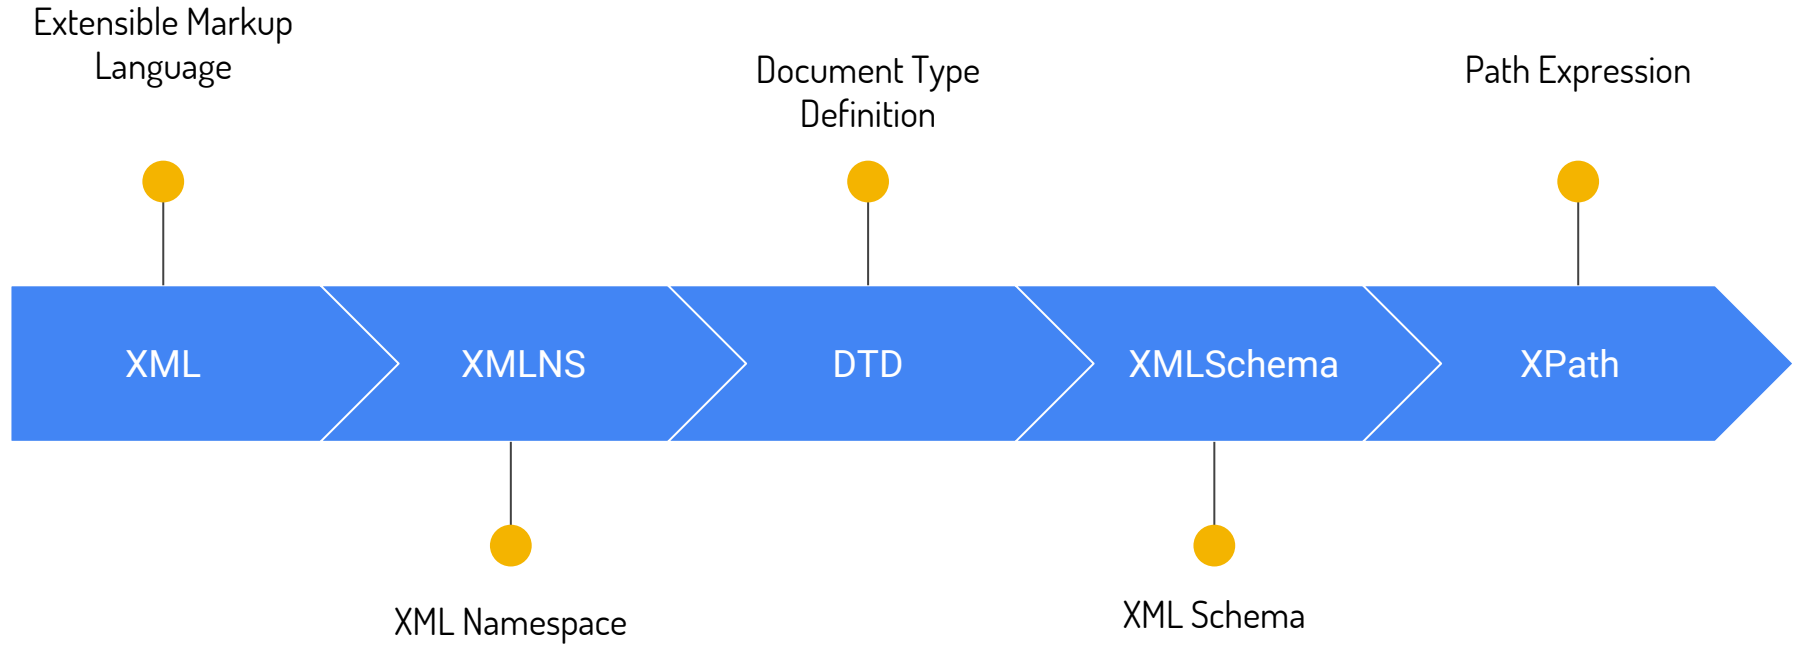 Extensible Markup
Language
Document Type
Definition
Path Expression
XML
XMLNS
DTD
XMLSchema
XPath
XML Namespace
XML Schema